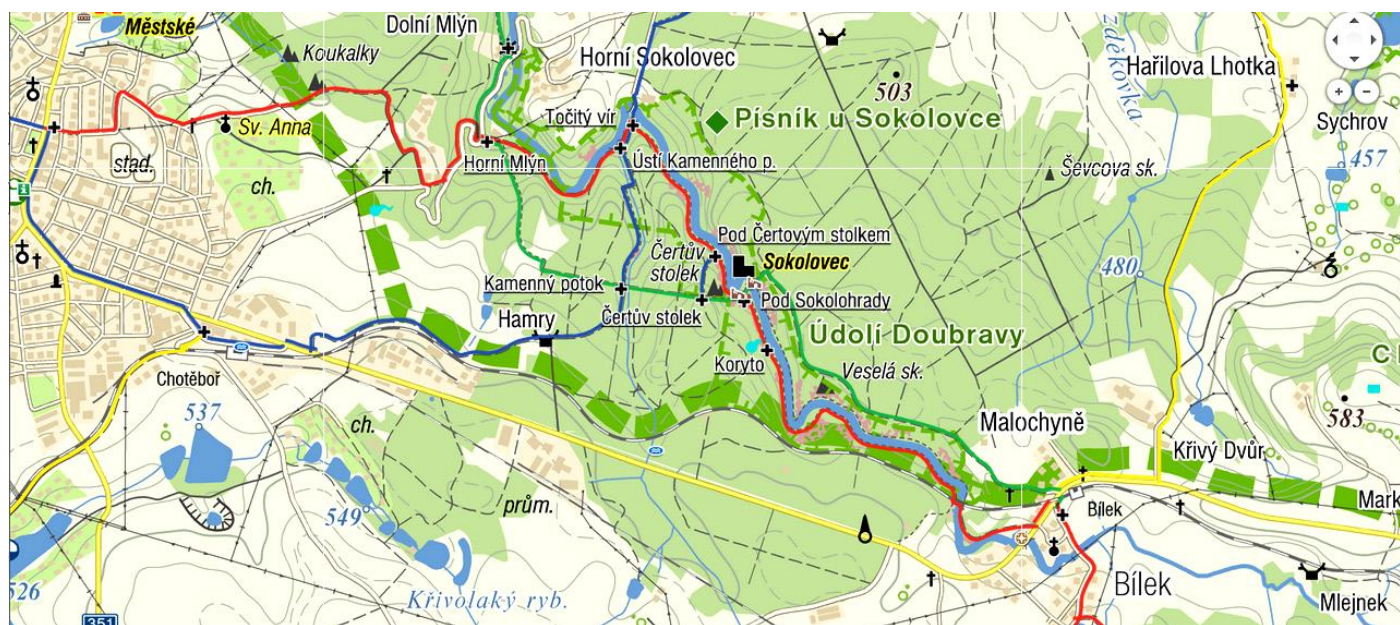 Městské
Dolní Mlýn
Koukalky
Horní Sokolovec
503
Hařilova Lhotka
Točitý vír
Písník u Sokolovce
Sychrov
Sv. Anna
457
Horní Mlýn
Ústí Kamenného p.
stad.
Ševcova sk.
ch.
Pod Čertovým stolkem
Čertův
stolek
Sokolovec
480
Kamenný potok
Pod Sokolohrady
Hamry
Čertův stolek
Údolí Doubravy
Koryto
Veselá sk.
Chotěboř
C
537
583
ch.
Malochyně
Křivý Dvůr
prům.
Mark
549
Bílek
526
Křivolaký ryb.
Bílek
Mlejnek
351